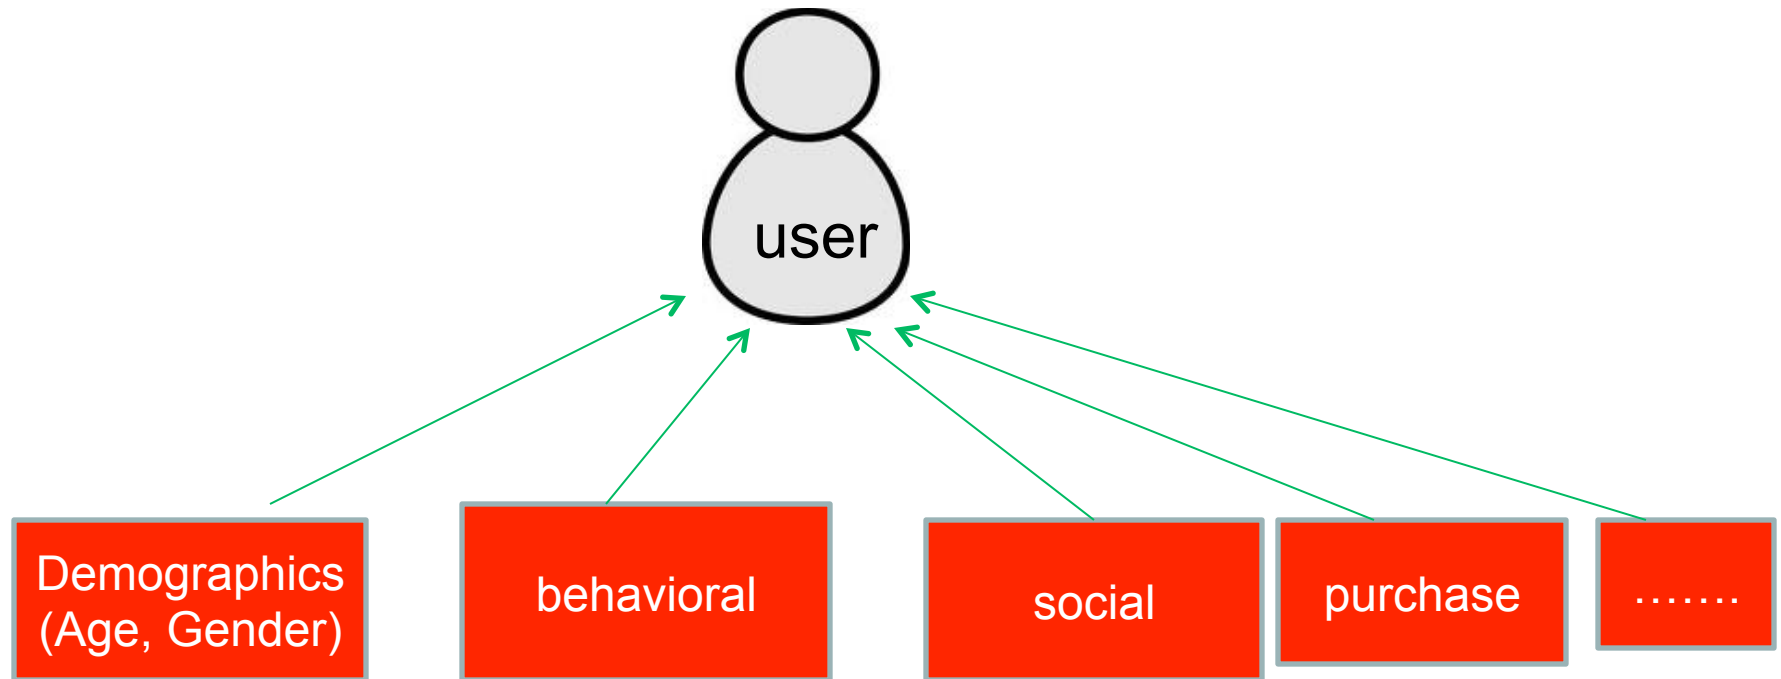 user
Demographics
(Age, Gender)
behavioral
social
purchase
.......